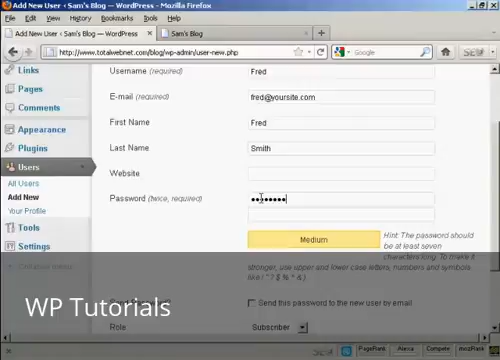 Add New User ‹ Sam's Blog — WordPress - Mozilla Firefox
File Edit View History Bookmarks Tools Help
Add New User ‹ Sam's Blog — WordPress
Sam's Blog
http://www.totalwebnet.com/blog/wp-admin/user-new.php
Google
Links
Pages
Comments
Appearance
Plugins
Users
All Users
Add New
Your Profile
Tools
Settings
Username (required) Fred
E-mail (required) fred@yoursite.com
First Name Fred
Last Name Smith
Website
Password (twice, required)
Medium
Hint: The password should
be at least seven
characters long. To make it
stronger, use upper and lower case letters, numbers and symbols
like ! " ? $ % ^ & ).
Send this password to the new user by email
Role Subscriber
WP Tutorials
PageRank Alexa Compete mozRank